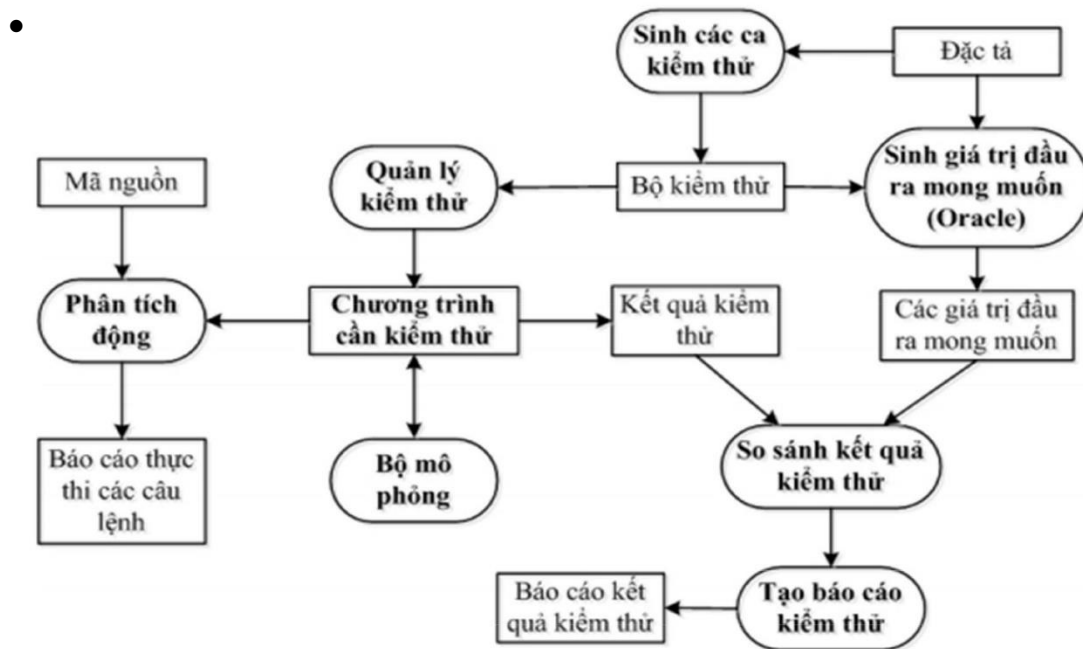 Sinh các ca
kiểm thử
Đặc tả
Mã nguồn
Quản lý
kiểm thử
Bộ kiểm thử
Sinh giá trị đầu
ra mong muốn
(Oracle)
Phân tích
động
Chương trình
cần kiểm thử
Kết quả kiểm
thử
Các giá trị đầu
ra mong muốn
Báo cáo thực
thi các câu
lệnh
Bộ mô
phỏng
So sánh kết quả
kiểm thử
Báo cáo kết
quả kiểm thử
Tạo báo cáo
kiểm thử